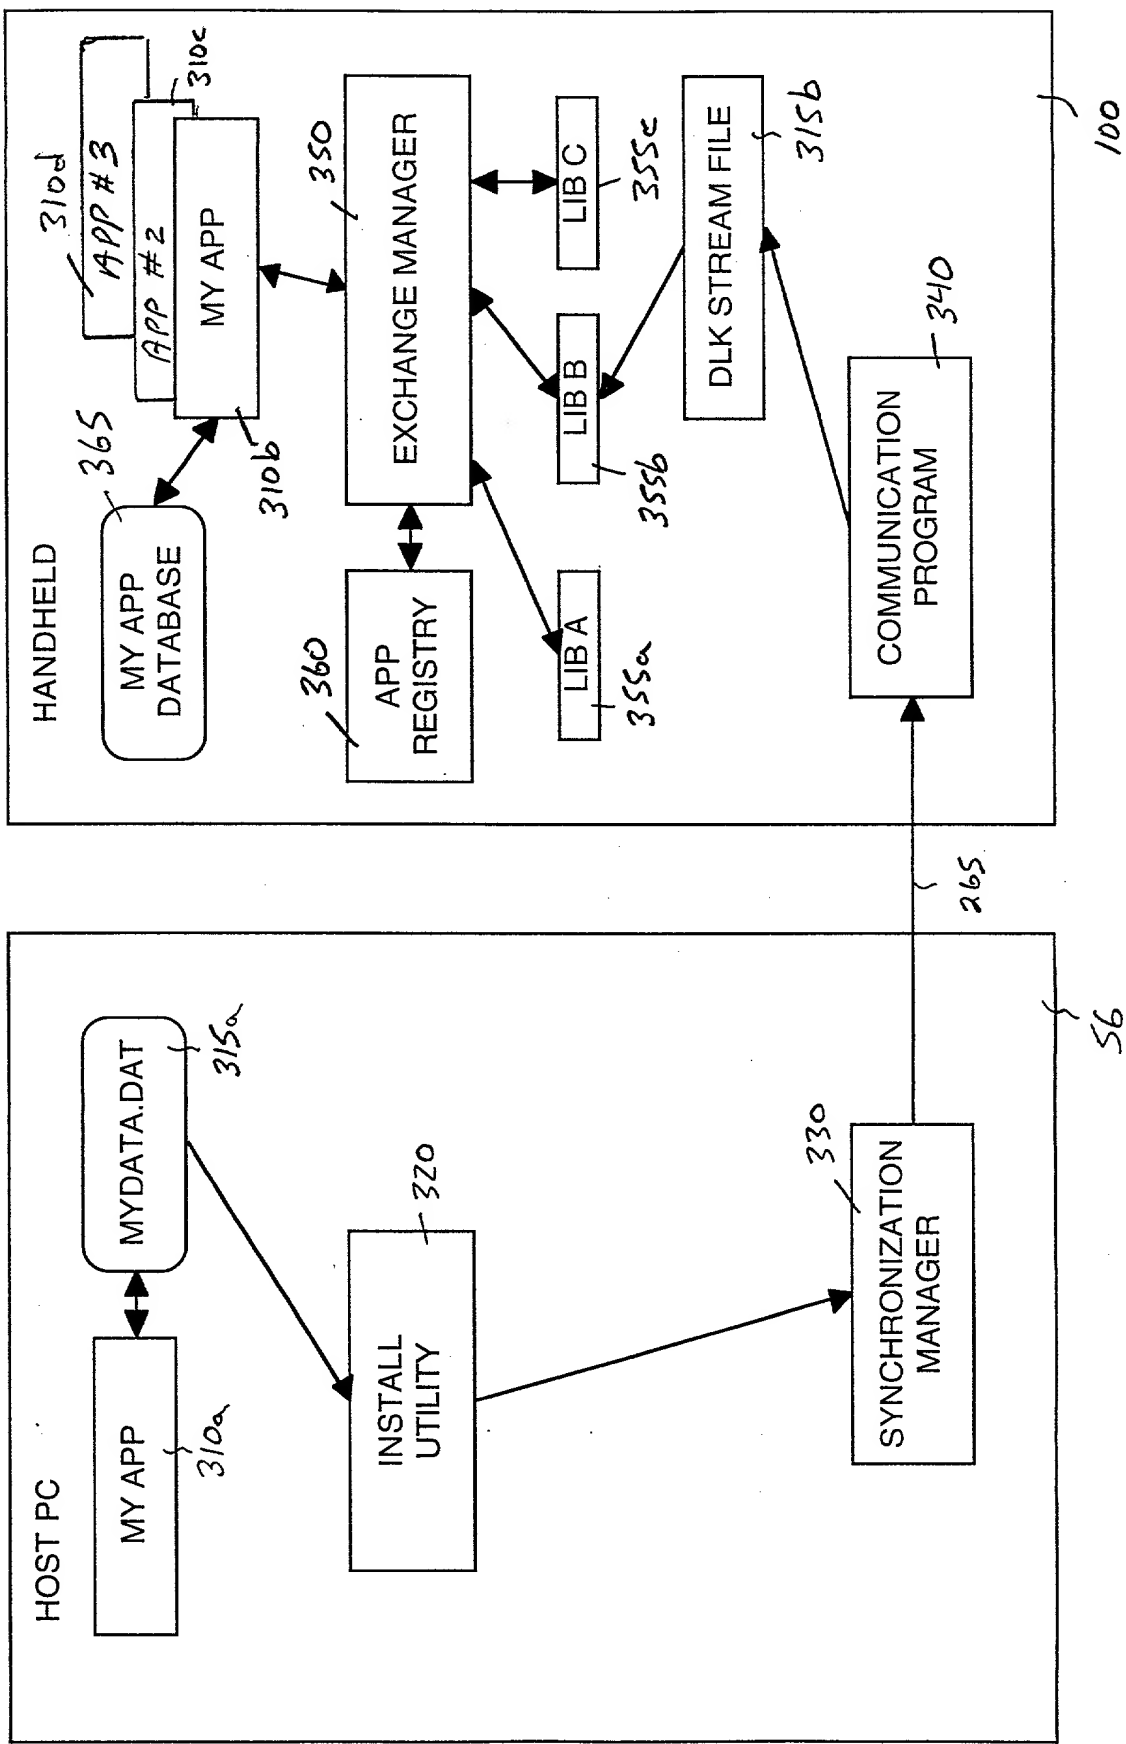 HOST PC
MY APP
310a
MYDATA.DAT
315a
INSTALL
UTILITY
320
SYNCHRONIZATION
MANAGER
330
56
265
HANDHELD
MY APP
DATABASE
365
310d
APP #3
310c
APP #2
MY APP
310b
APP
REGISTRY
360
EXCHANGE MANAGER
350
LIB A
355a
LIB B
355b
LIB C
355c
DLK STREAM FILE
315b
COMMUNICATION
PROGRAM
340
100